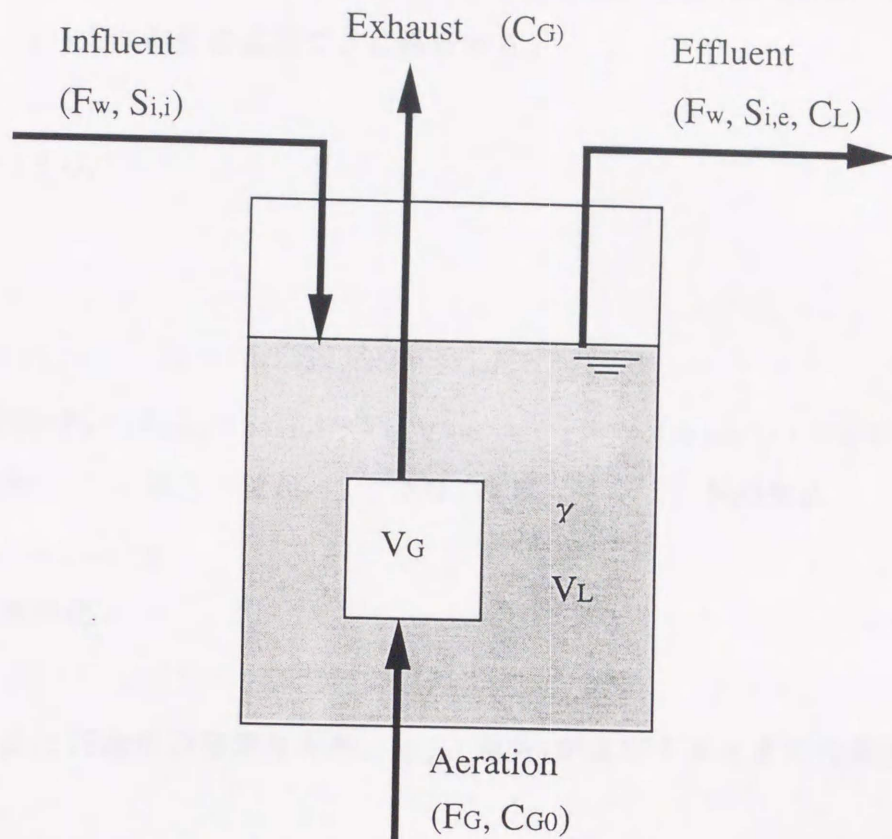 Exhaust (CG)
Influent
(Fw, Si,i)
Effluent
(Fw, Si,e, CL)
VG
γ
VL
Aeration
(FG, CG0)